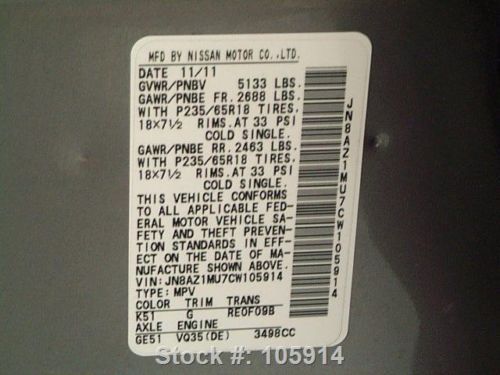 MFD BY NISSAN MOTOR CO.,LTD.
DATE 11/11
GVWR/PNBV 5133 LBS.
GAWR/PNBE FR. 2688 LBS.
WITH P235/65R18 TIRES,
18X7½ RIMS.AT 33 PSI
COLD SINGLE.
GAWR/PNBE RR. 2463 LBS.
WITH P235/65R18 TIRES,
18X7½ RIMS.AT 33 PSI
COLD SINGLE.
THIS VEHICLE CONFORMS
TO ALL APPLICABLE FED-
ERAL MOTOR VEHICLE SA-
FETY AND THEFT PREVEN-
TION STANDARDS IN EFF-
ECT ON THE DATE OF MA-
NUFACTURE SHOWN ABOVE.
VIN:JN8AZ1MU7CW105914
TYPE: MPV
COLOR TRIM TRANS
K51 G RE0F09B
AXLE ENGINE
GE51 VQ35(DE) 3498CC
JN8AZ1MU7CW105914
Stock #: 105914